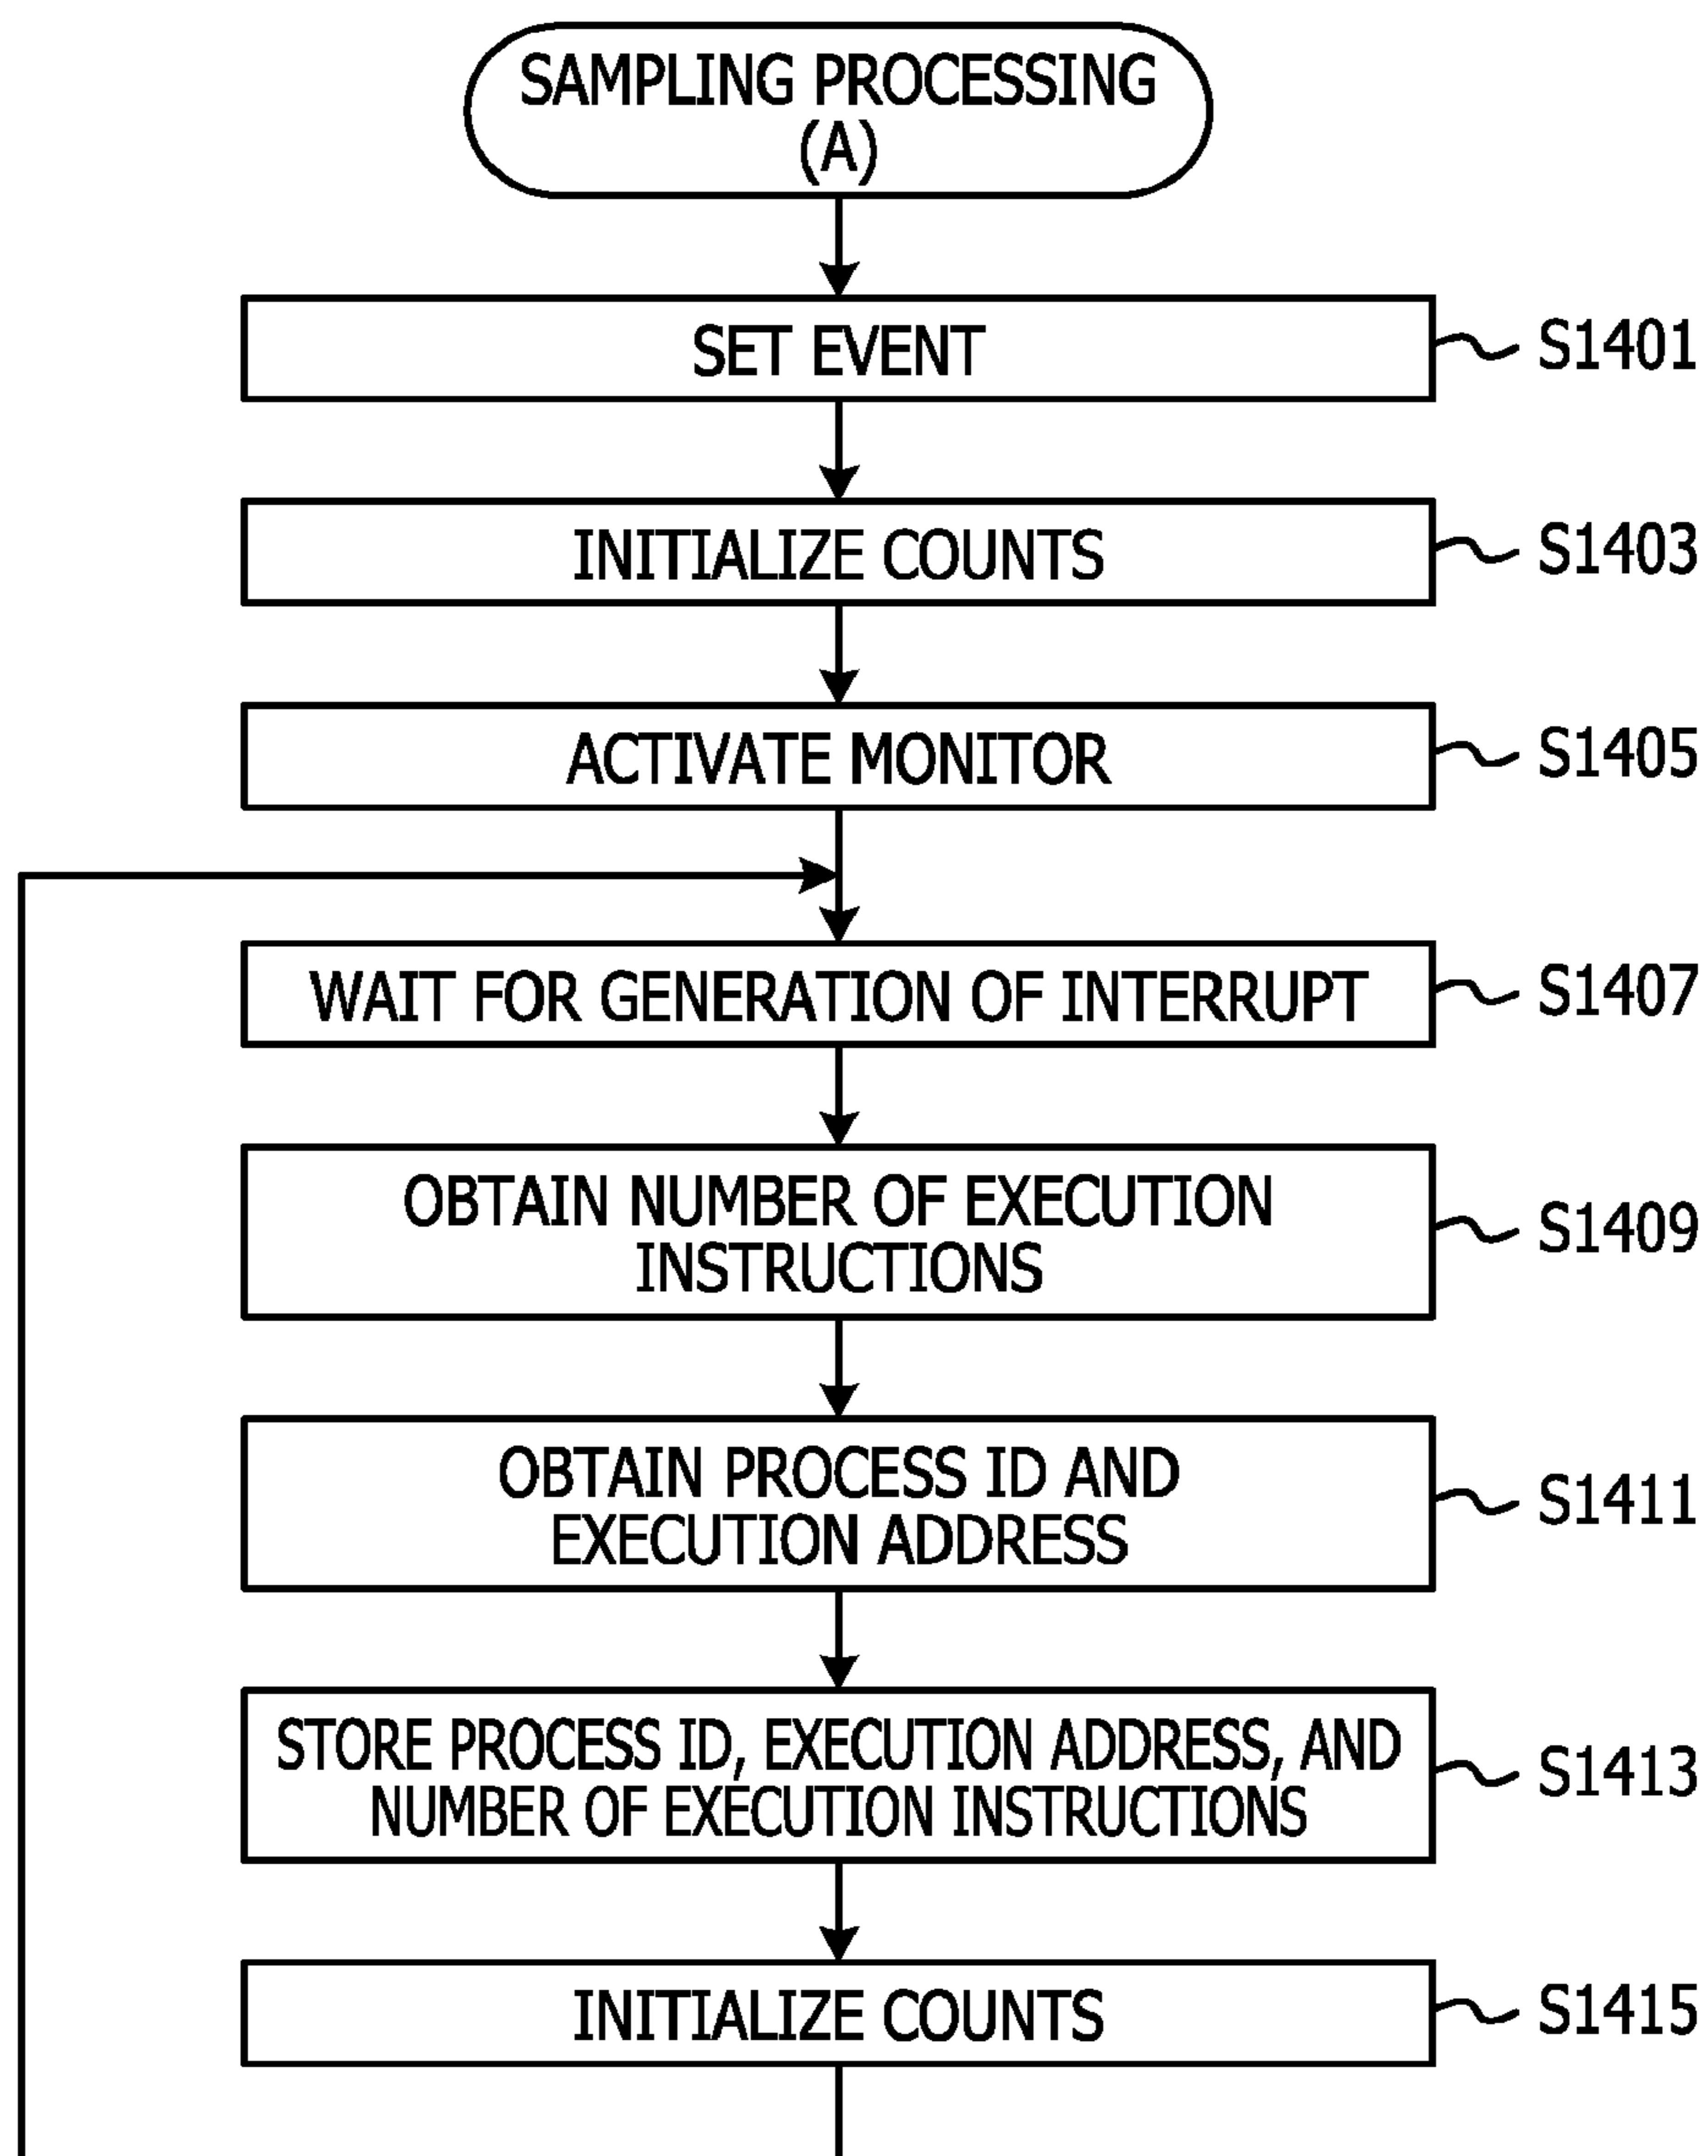 SAMPLING PROCESSING
(A)
SET EVENT
S1401
INITIALIZE COUNTS
S1403
ACTIVATE MONITOR
S1405
WAIT FOR GENERATION OF INTERRUPT
S1407
OBTAIN NUMBER OF EXECUTION
INSTRUCTIONS
S1409
OBTAIN PROCESS ID AND
EXECUTION ADDRESS
S1411
STORE PROCESS ID, EXECUTION ADDRESS, AND
NUMBER OF EXECUTION INSTRUCTIONS
S1413
INITIALIZE COUNTS
S1415